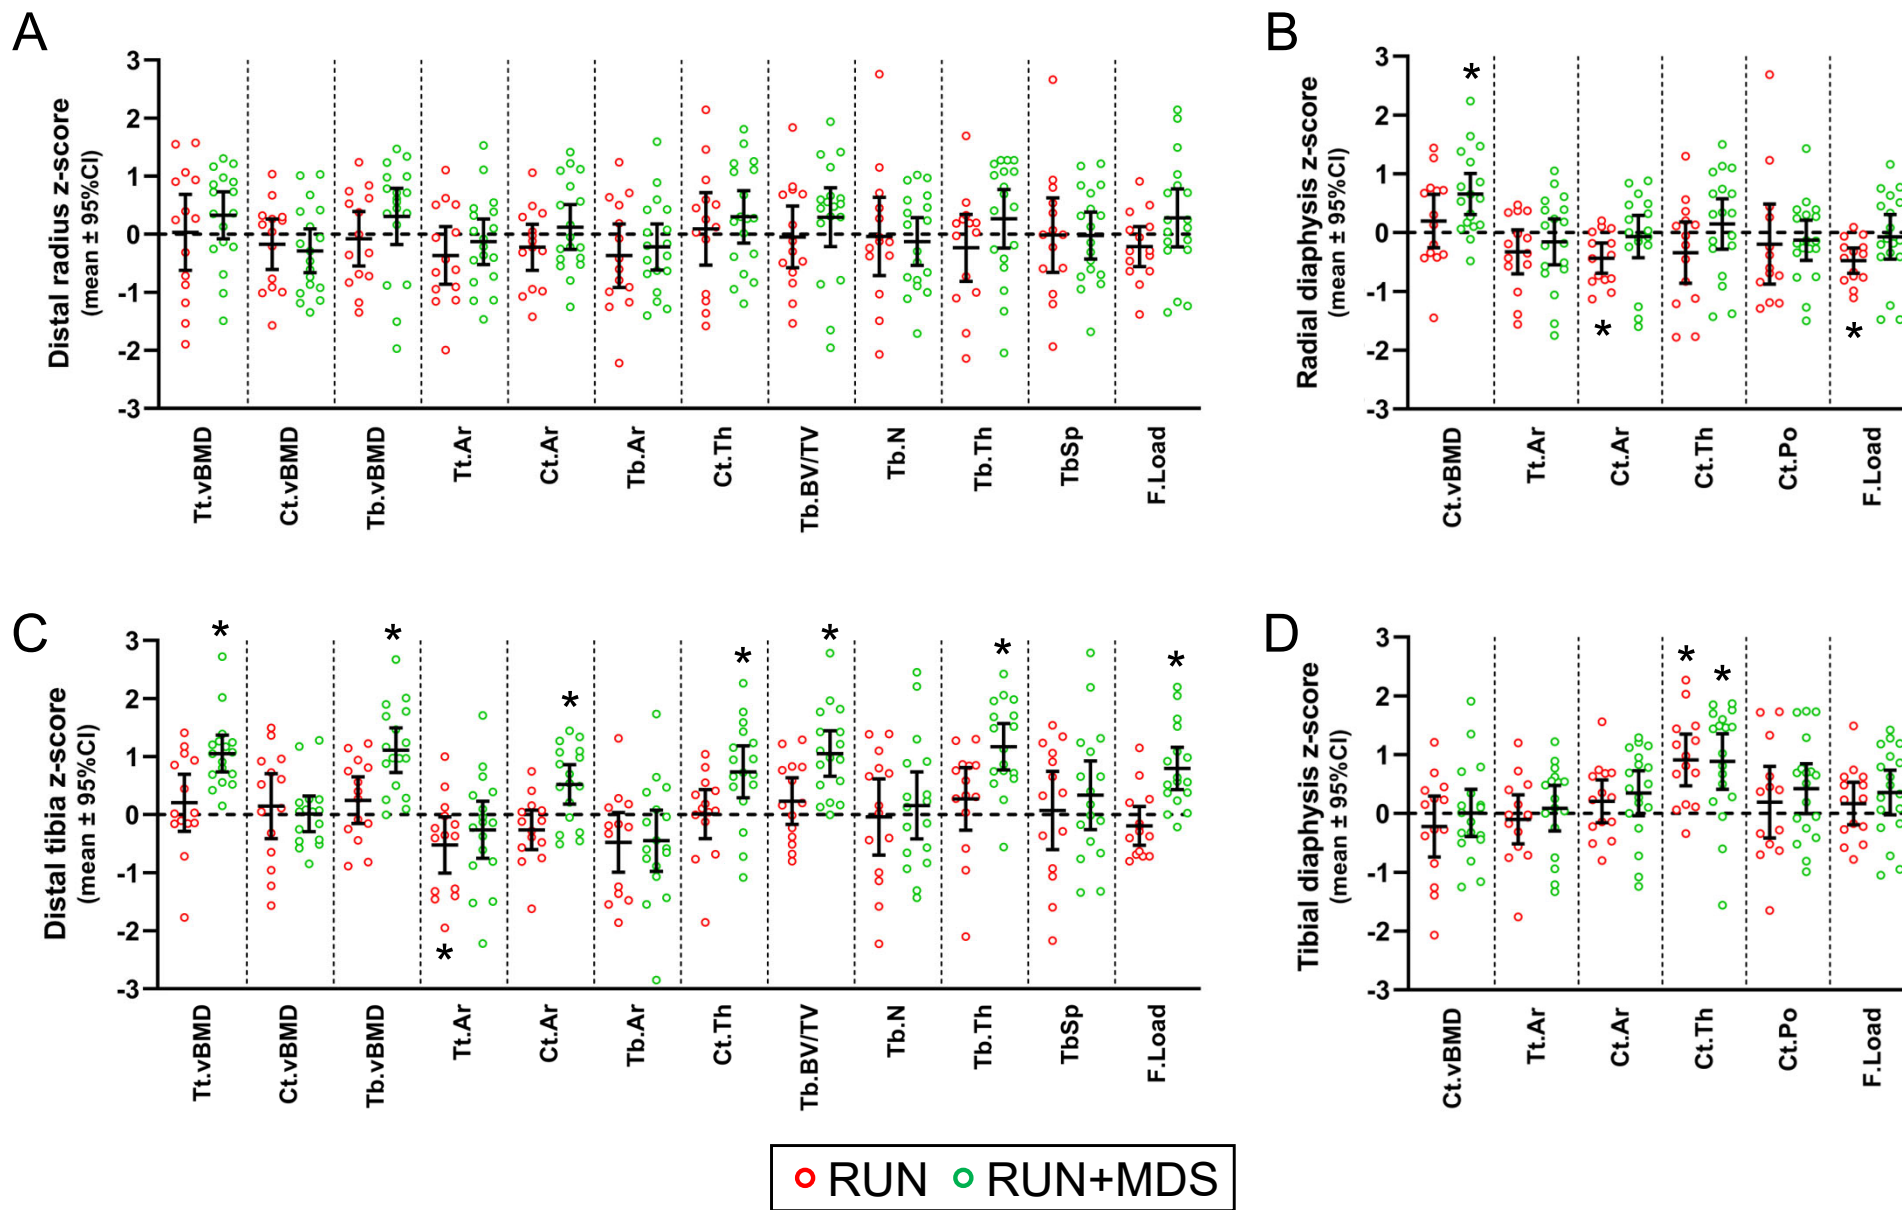 A
Distal radius z-score
(mean ± 95%CI)
3
2
1
0
-1
-2
-3
*
Tt.vBMD
Ct.vBMD
Tb.vBMD
Tt.Ar
Ct.Ar
Tb.Ar
Ct.Th
Tb.BV/TV
Tb.N
Tb.Th
TbSp
F.Load
B
Radial diaphysis z-score
(mean ± 95%CI)
3
2
1
0
-1
-2
-3
*
*
Ct.vBMD
Tt.Ar
Ct.Ar
Ct.Th
Ct.Po
F.Load
C
Distal tibia z-score
(mean ± 95%CI)
3
2
1
0
-1
-2
-3
*
*
*
*
*
*
*
*
Tt.vBMD
Ct.vBMD
Tb.vBMD
Tt.Ar
Ct.Ar
Tb.Ar
Ct.Th
Tb.BV/TV
Tb.N
Tb.Th
TbSp
F.Load
D
Tibial diaphysis z-score
(mean ± 95%CI)
3
2
1
0
-1
-2
-3
*
*
Ct.vBMD
Tt.Ar
Ct.Ar
Ct.Th
Ct.Po
F.Load
RUN
RUN+MDS